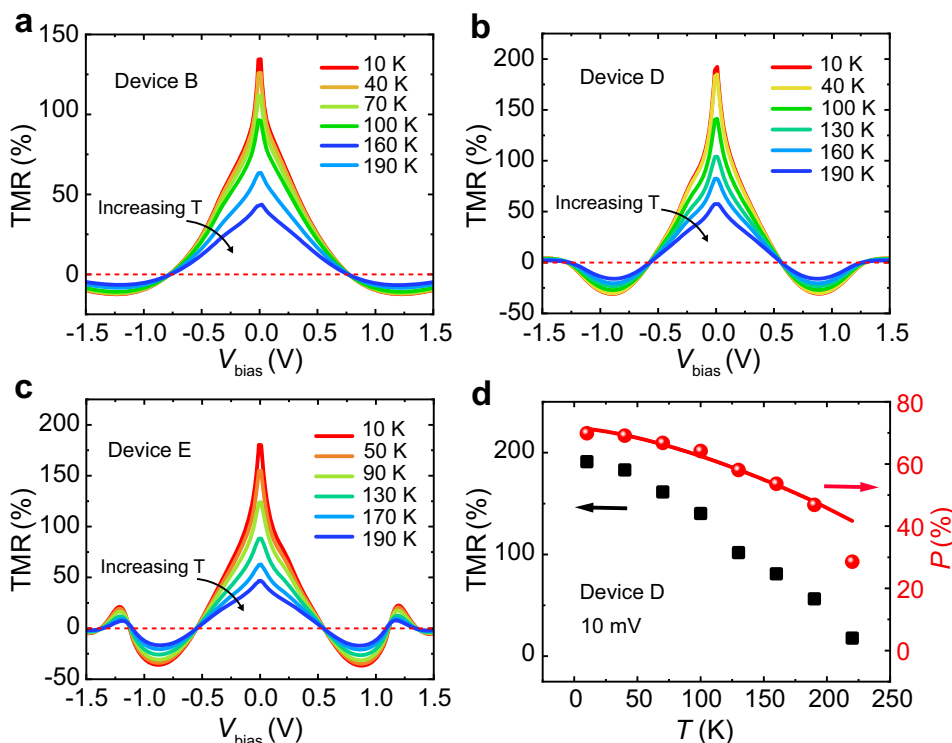 a
150
100
50
0
-1.5 -1.0 -0.5 0.0 0.5 1.0 1.5
TMR (%)
V_bias (V)
Device B
10 K
40 K
70 K
100 K
160 K
190 K
Increasing T
b
200
150
100
50
0
-50
-1.5 -1.0 -0.5 0.0 0.5 1.0 1.5
TMR (%)
V_bias (V)
Device D
10 K
40 K
100 K
130 K
160 K
190 K
Increasing T
c
200
150
100
50
0
-50
-1.5 -1.0 -0.5 0.0 0.5 1.0 1.5
TMR (%)
V_bias (V)
Device E
10 K
50 K
90 K
130 K
170 K
190 K
Increasing T
d
200
100
0
0 50 100 150 200 250
TMR (%)
T (K)
80
60
40
20
0
P (%)
Device D
10 mV